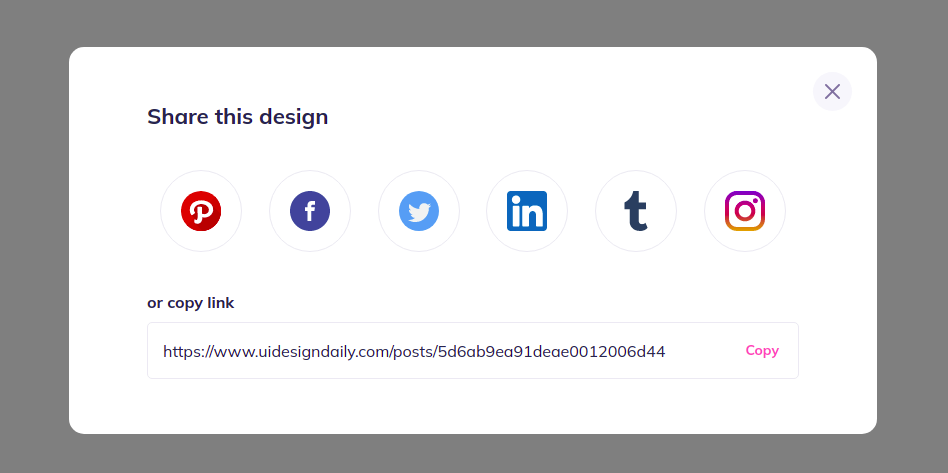 Share this design
or copy link
https://www.uidesigndaily.com/posts/5d6ab9ea91deae0012006d44
Copy